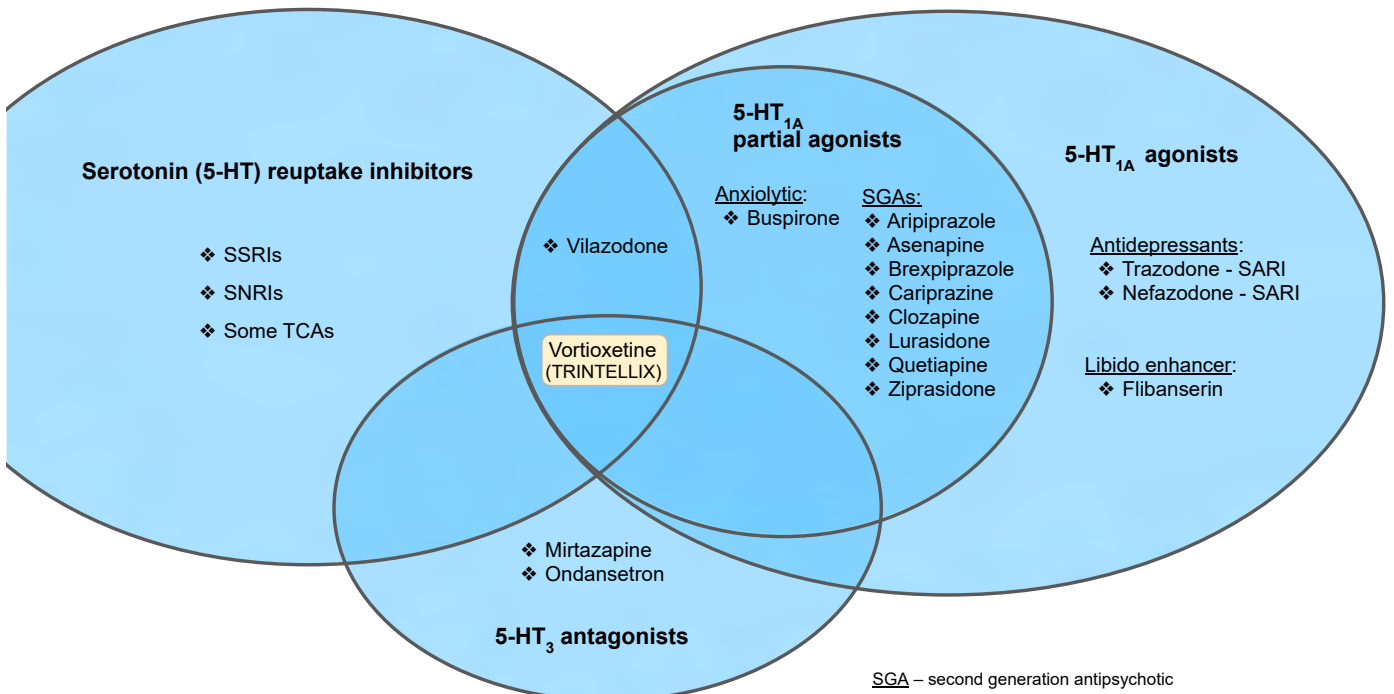 Serotonin (5-HT) reuptake inhibitors
❖ SSRIs
❖ SNRIs
❖ Some TCAs
❖ Vilazodone
Vortioxetine
(TRINTELLIX)
5-HT1A
partial agonists
Anxiolytic:
❖ Buspirone
SGAs:
❖ Aripiprazole
❖ Asenapine
❖ Brexpiprazole
❖ Cariprazine
❖ Clozapine
❖ Lurasidone
❖ Quetiapine
❖ Ziprasidone
5-HT1A agonists
Antidepressants:
❖ Trazodone - SARI
❖ Nefazodone - SARI
Libido enhancer:
❖ Flibanserin
❖ Mirtazapine
❖ Ondansetron
5-HT3 antagonists
SGA – second generation antipsychotic